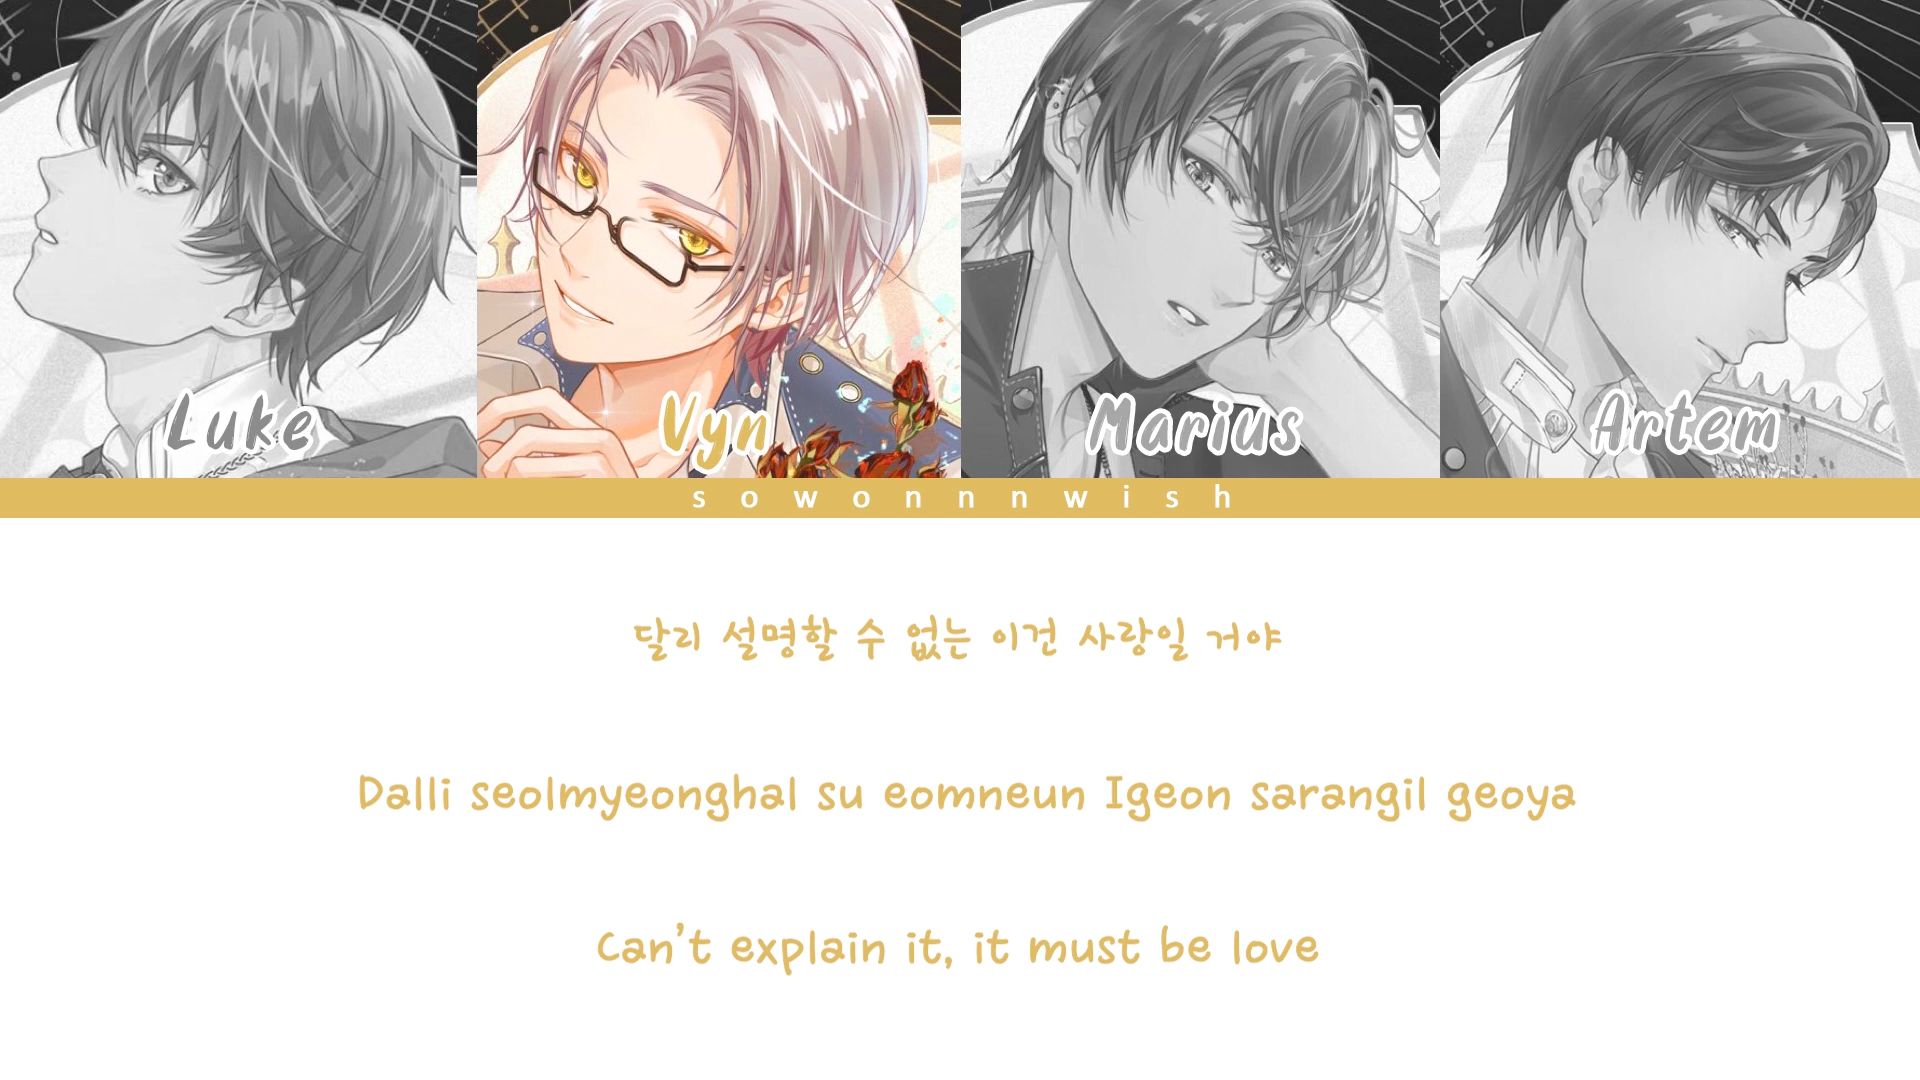 Luke
Vyn
Marius
Artem
sowonnnwish
달리 설명할 수 없는 이건 사랑일 거야
Dalli seolmyeonghal su eomneun Igeon sarangil geoya
Can't explain it, it must be love